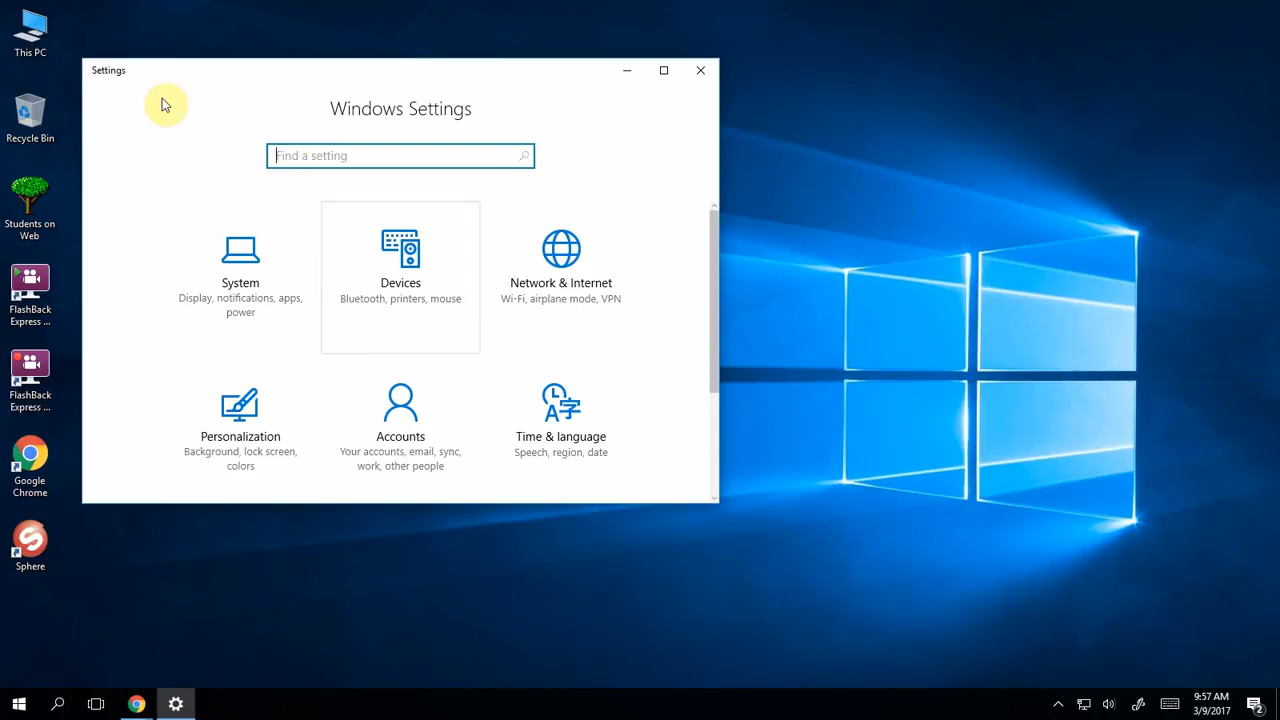 This PC
Recycle Bin
Students on
Web
FlashBack
Express ...
FlashBack
Express ...
Google
Chrome
Sphere
Settings
Windows Settings
Find a setting
System
Display, notifications, apps,
power
Devices
Bluetooth, printers, mouse
Network & Internet
Wi-Fi, airplane mode, VPN
Personalization
Background, lock screen,
colors
Accounts
Your accounts, email, sync,
work, other people
Time & language
Speech, region, date
9:57 AM
3/9/2017
2